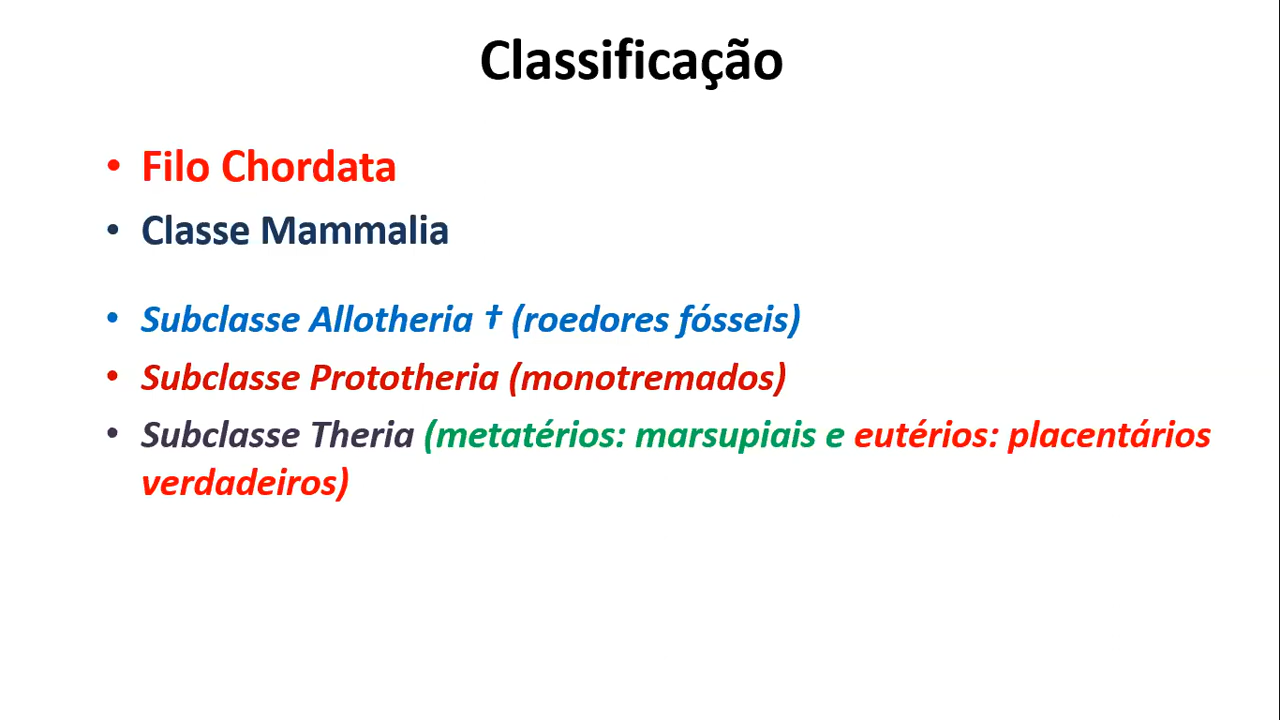 Classificação
• Filo Chordata
• Classe Mammalia
• Subclasse Allotheria † (roedores fósseis)
• Subclasse Prototheria (monotremados)
• Subclasse Theria (metatérios: marsupiais e eutérios: placentários
verdadeiros)